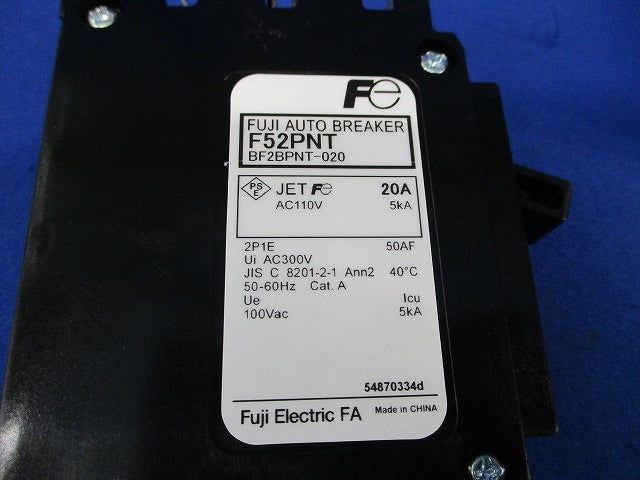 Fe
FUJI AUTO BREAKER
F52PNT
BF2BPNT-020
PS E JET Fe 20A
AC110V 5kA
2P1E 50AF
Ui AC300V
JIS C 8201-2-1 Ann2 40°C
50-60Hz Cat. A
Ue Icu
100Vac 5kA
54870334d
Fuji Electric FA Made in CHINA